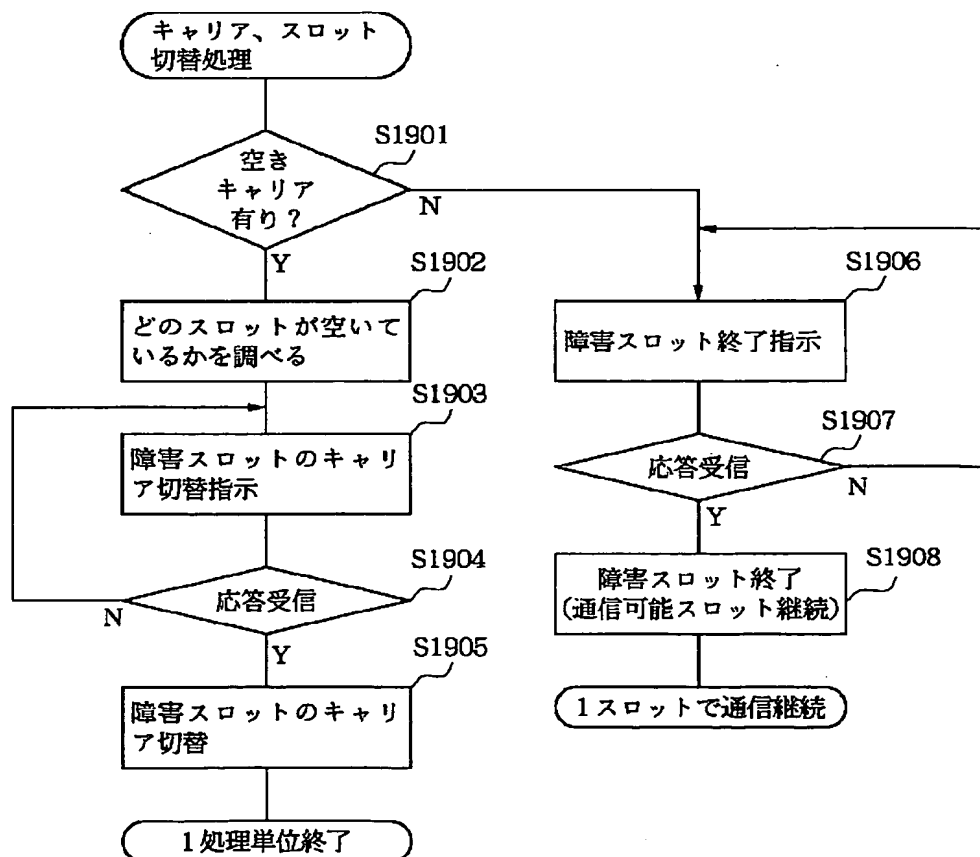 キャリア、スロット
切替処理
S1901
空き
キャリア
有り？
N
Y
S1902
どのスロットが空いて
いるかを調べる
S1903
障害スロットのキャリ
ア切替指示
S1904
応答受信
N
Y
S1905
障害スロットのキャリ
ア切替
1処理単位終了
S1906
障害スロット終了指示
S1907
応答受信
N
Y
S1908
障害スロット終了
(通信可能スロット継続)
1スロットで通信継続